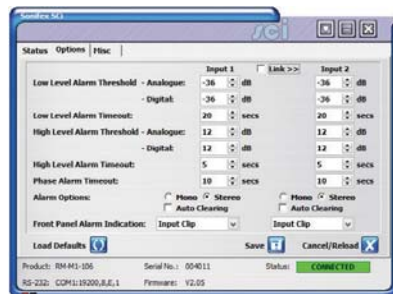 Sonifex SCi
sci
Status Options Misc
Input 1 Link >> Input 2
Low Level Alarm Threshold - Analogue: -36 dB -36 dB
- Digital: -36 dB -36 dB
Low Level Alarm Timeout: 20 secs 20 secs
High Level Alarm Threshold - Analogue: 12 dB 12 dB
- Digital: 12 dB 12 dB
High Level Alarm Timeout: 5 secs 5 secs
Phase Alarm Timeout: 10 secs 10 secs
Alarm Options: Mono Stereo Mono Stereo
Auto Clearing Auto Clearing
Front Panel Alarm Indication: Input Clip Input Clip
Load Defaults Save Cancel/Reload
Product: RM-M1-106 Serial No.: 004011 Status: CONNECTED
RS-232: COM1:19200,8,E,1 Firmware: V2.05